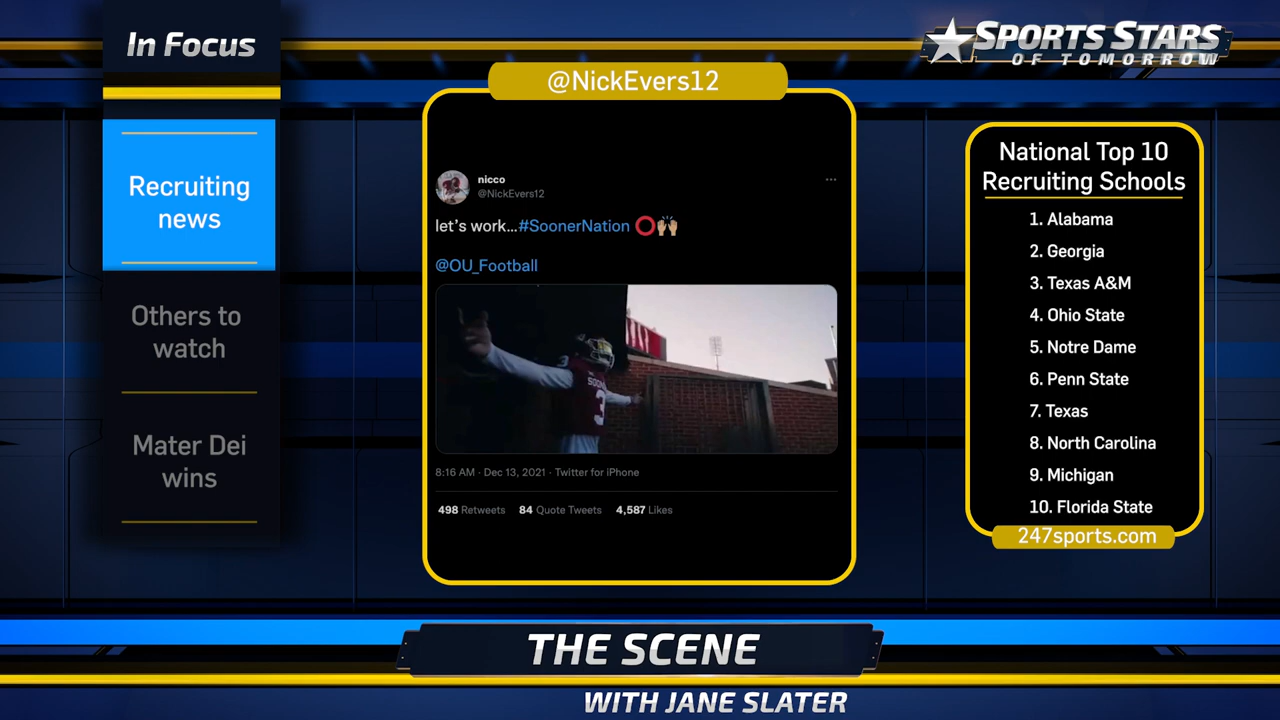 In Focus
SPORTS STARS
OF TOMORROW
Recruiting
news
Others to
watch
Mater Dei
wins
@NickEvers12
nicco
@NickEvers12
let's work...#SoonerNation ⭕🙌🏽
@OU_Football
SOON
3
8:16 AM · Dec 13, 2021 · Twitter for iPhone
498 Retweets 84 Quote Tweets 4,587 Likes
National Top 10
Recruiting Schools
1. Alabama
2. Georgia
3. Texas A&M
4. Ohio State
5. Notre Dame
6. Penn State
7. Texas
8. North Carolina
9. Michigan
10. Florida State
247sports.com
THE SCENE
WITH JANE SLATER